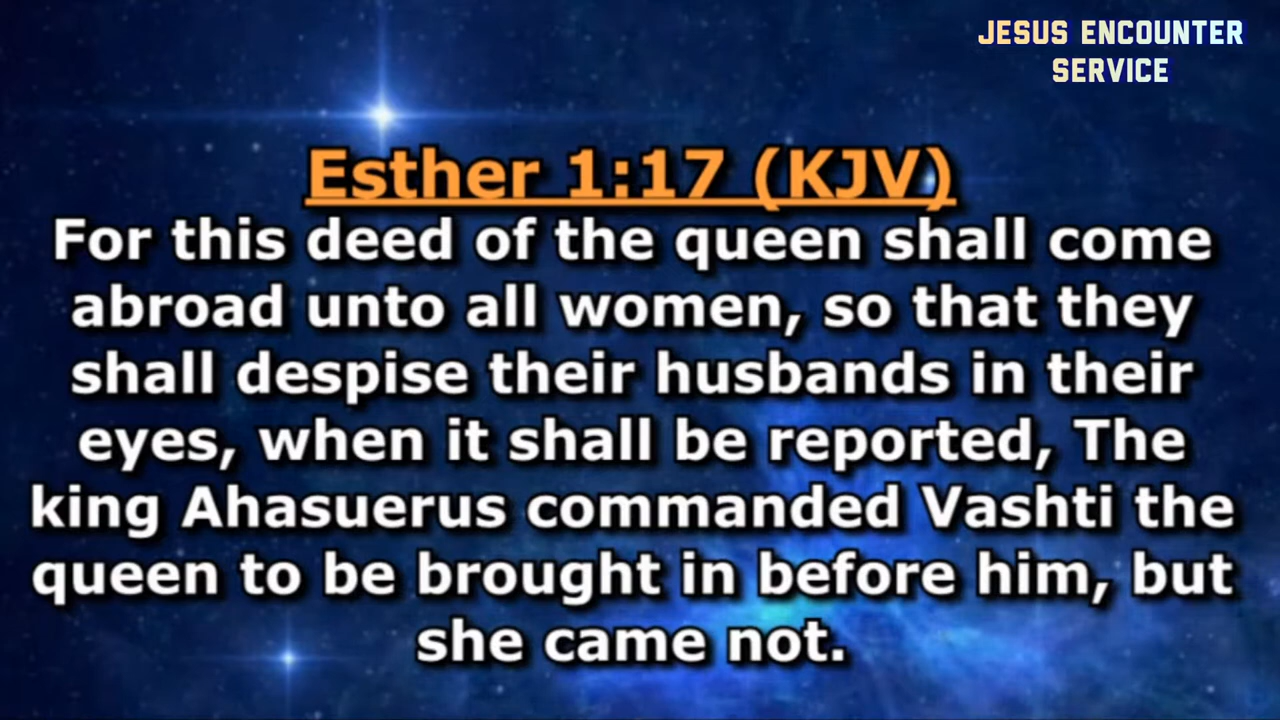 JESUS ENCOUNTER
SERVICE
Esther 1:17 (KJV)
For this deed of the queen shall come
abroad unto all women, so that they
shall despise their husbands in their
eyes, when it shall be reported, The
king Ahasuerus commanded Vashti the
queen to be brought in before him, but
she came not.